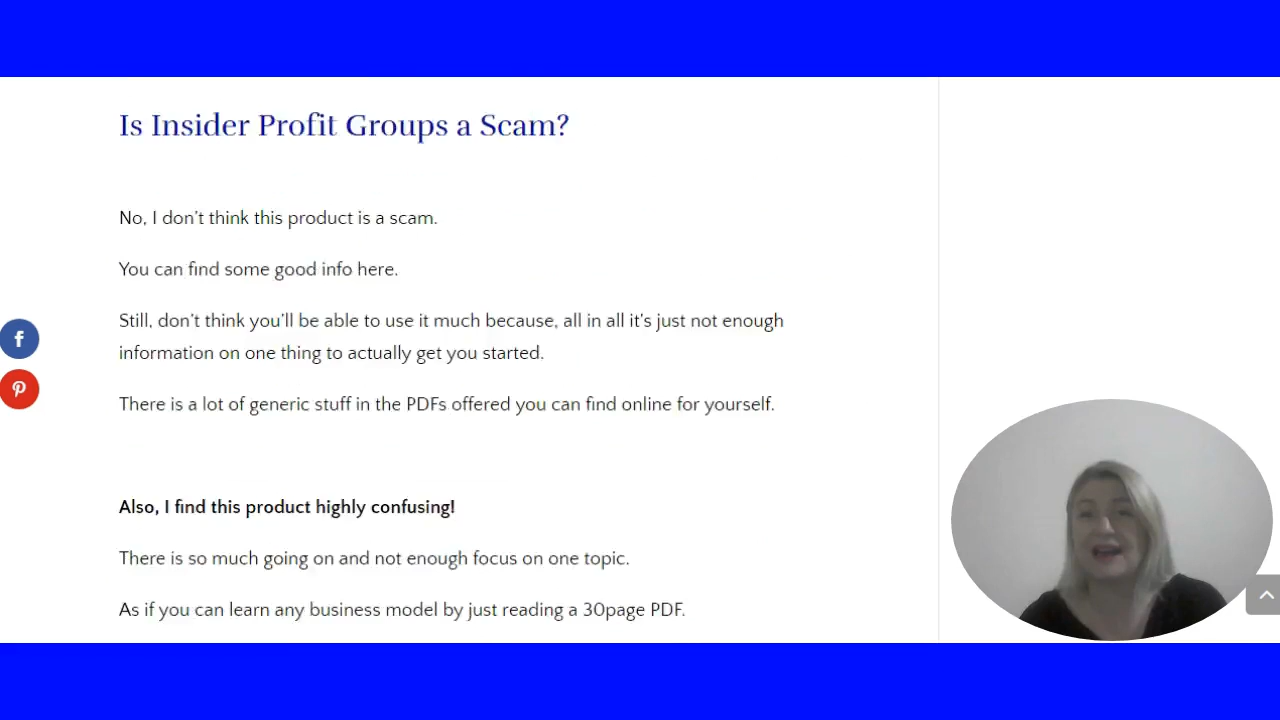 Is Insider Profit Groups a Scam?
No, I don't think this product is a scam.
You can find some good info here.
Still, don't think you'll be able to use it much because, all in all it's just not enough
information on one thing to actually get you started.
There is a lot of generic stuff in the PDFs offered you can find online for yourself.
Also, I find this product highly confusing!
There is so much going on and not enough focus on one topic.
As if you can learn any business model by just reading a 30page PDF.